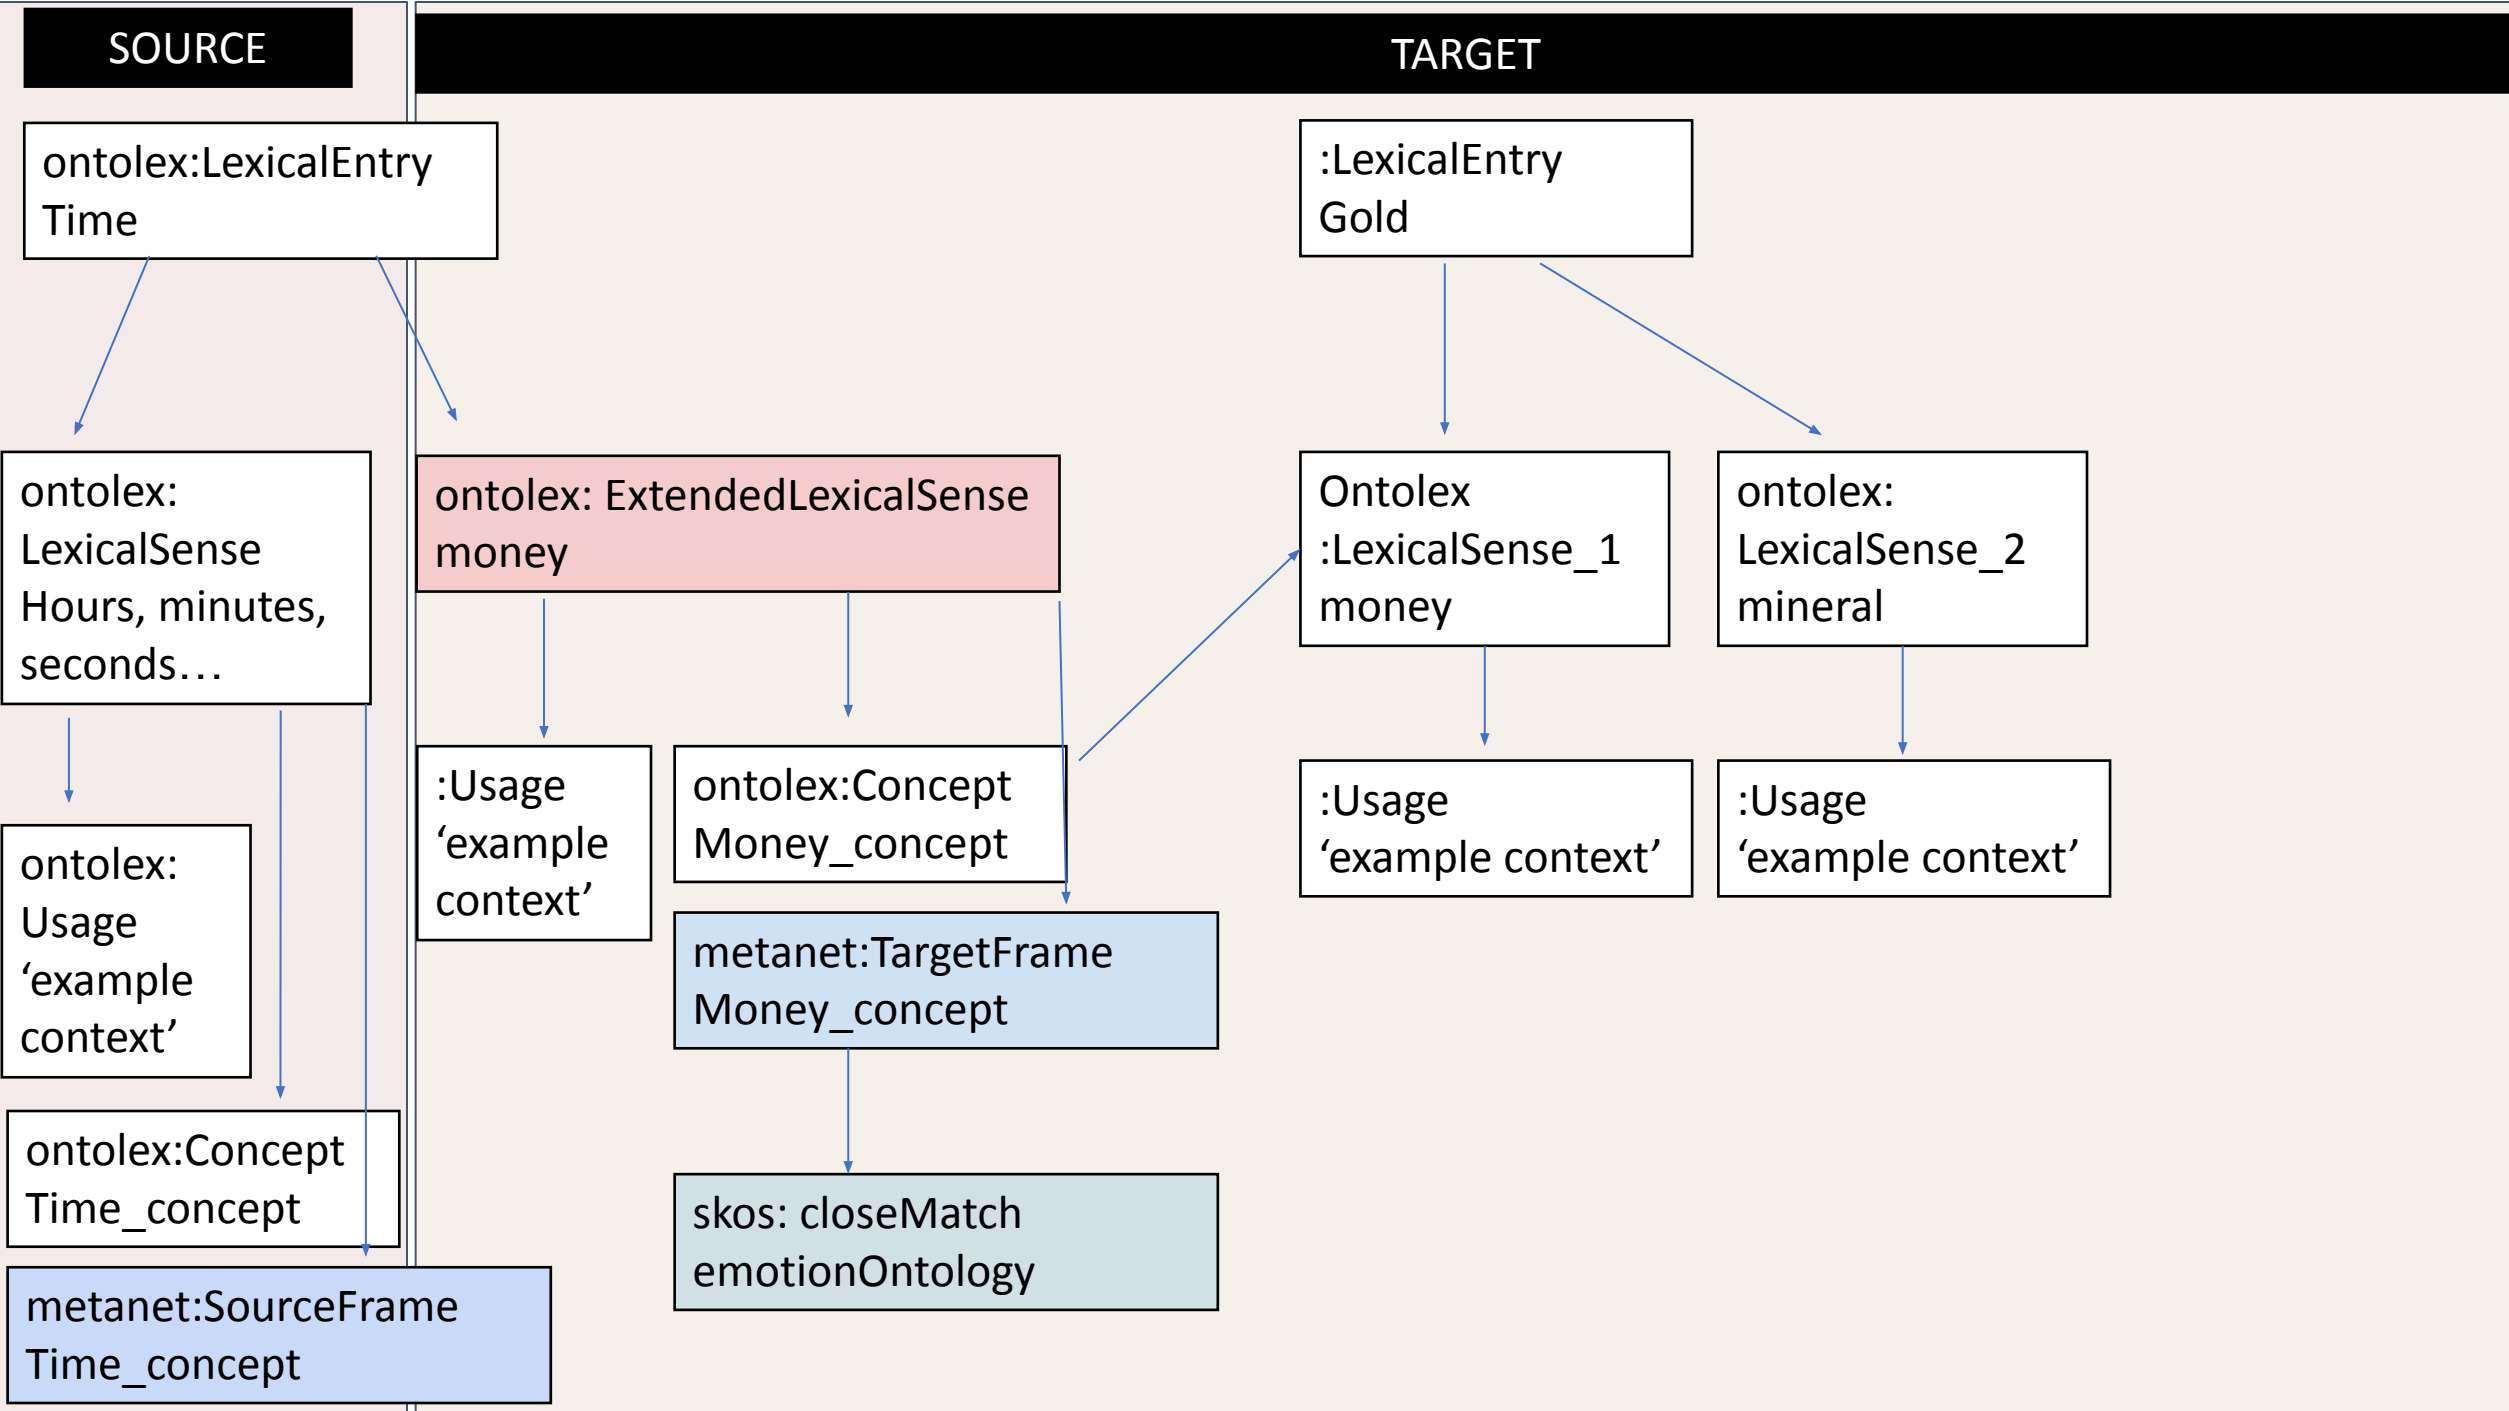 SOURCE
TARGET
ontolex:LexicalEntry
Time
:LexicalEntry
Gold
ontolex:
LexicalSense
Hours, minutes,
seconds…
ontolex: ExtendedLexicalSense
money
Ontolex
:LexicalSense_1
money
ontolex:
LexicalSense_2
mineral
:Usage
‘example
context’
ontolex:Concept
Money_concept
:Usage
‘example context’
:Usage
‘example context’
ontolex:
Usage
‘example
context’
metanet:TargetFrame
Money_concept
ontolex:Concept
Time_concept
skos: closeMatch
emotionOntology
metanet:SourceFrame
Time_concept